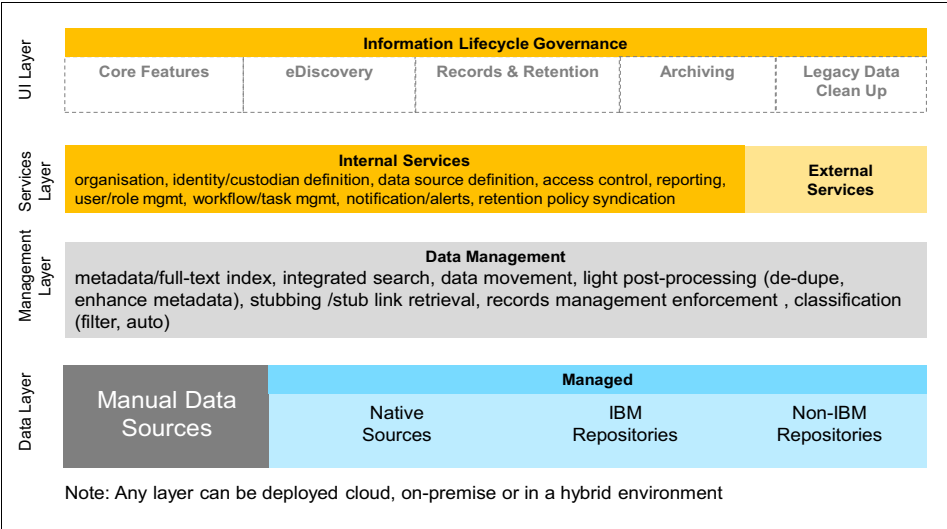 UI Layer
Information Lifecycle Governance
Core Features
eDiscovery
Records & Retention
Archiving
Legacy Data
Clean Up
Services
Layer
Internal Services
organisation, identity/custodian definition, data source definition, access control, reporting,
user/role mgmt, workflow/task mgmt, notification/alerts, retention policy syndication
External
Services
Management
Layer
Data Management
metadata/full-text index, integrated search, data movement, light post-processing (de-dupe,
enhance metadata), stubbing /stub link retrieval, records management enforcement , classification
(filter, auto)
Data Layer
Manual Data
Sources
Managed
Native
Sources
IBM
Repositories
Non-IBM
Repositories
Note: Any layer can be deployed cloud, on-premise or in a hybrid environment